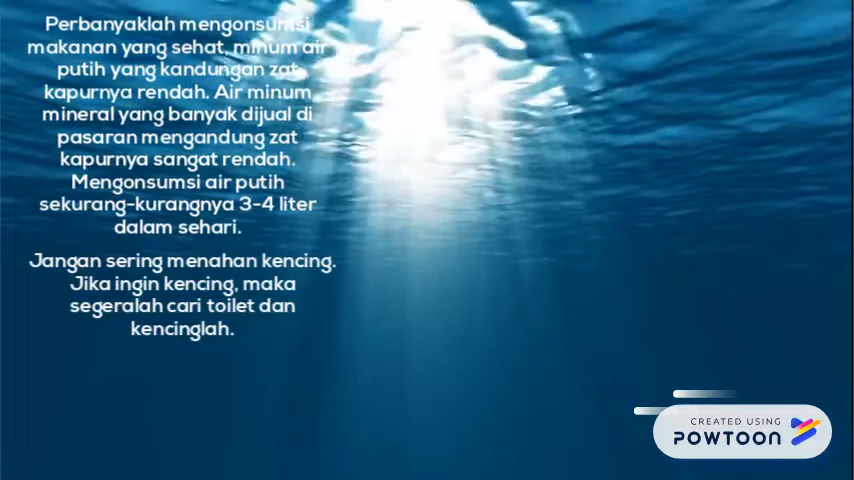 Perbanyaklah mengonsumsi
makanan yang sehat, minum air
putih yang kandungan zat
kapurnya rendah. Air minum
mineral yang banyak dijual di
pasaran mengandung zat
kapurnya sangat rendah.
Mengonsumsi air putih
sekurang-kurangnya 3-4 liter
dalam sehari.
Jangan sering menahan kencing.
Jika ingin kencing, maka
segeralah cari toilet dan
kencinglah.
CREATED USING
POWTOON